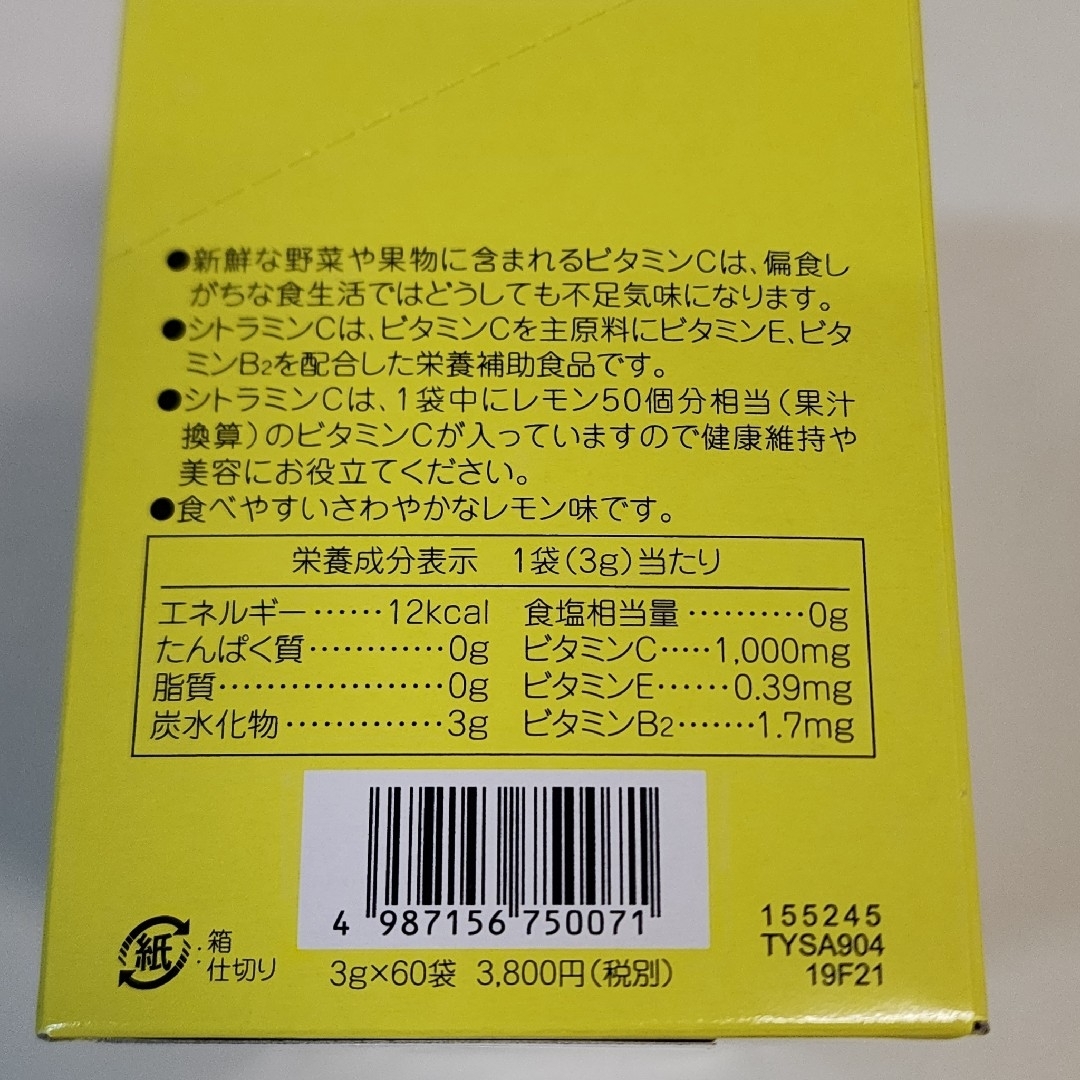 ●新鮮な野菜や果物に含まれるビタミンCは、偏食し
がちな食生活ではどうしても不足気味になります。
●シトラミンCは、ビタミンCを主原料にビタミンE、ビタ
ミンB2を配合した栄養補助食品です。
●シトラミンCは、1袋中にレモン50個分相当(果汁
換算)のビタミンCが入っていますので健康維持や
美容にお役立てください。
●食べやすいさわやかなレモン味です。
栄養成分表示 1袋(3g)当たり
エネルギー……12kcal 食塩相当量…………0g
たんぱく質…………0g ビタミンC……1,000mg
脂質…………………0g ビタミンE……0.39mg
炭水化物……………3g ビタミンB2………1.7mg
4 987156 750071
紙:箱
仕切り
3g×60袋 3,800円(税別)
155245
TYSA904
19F21